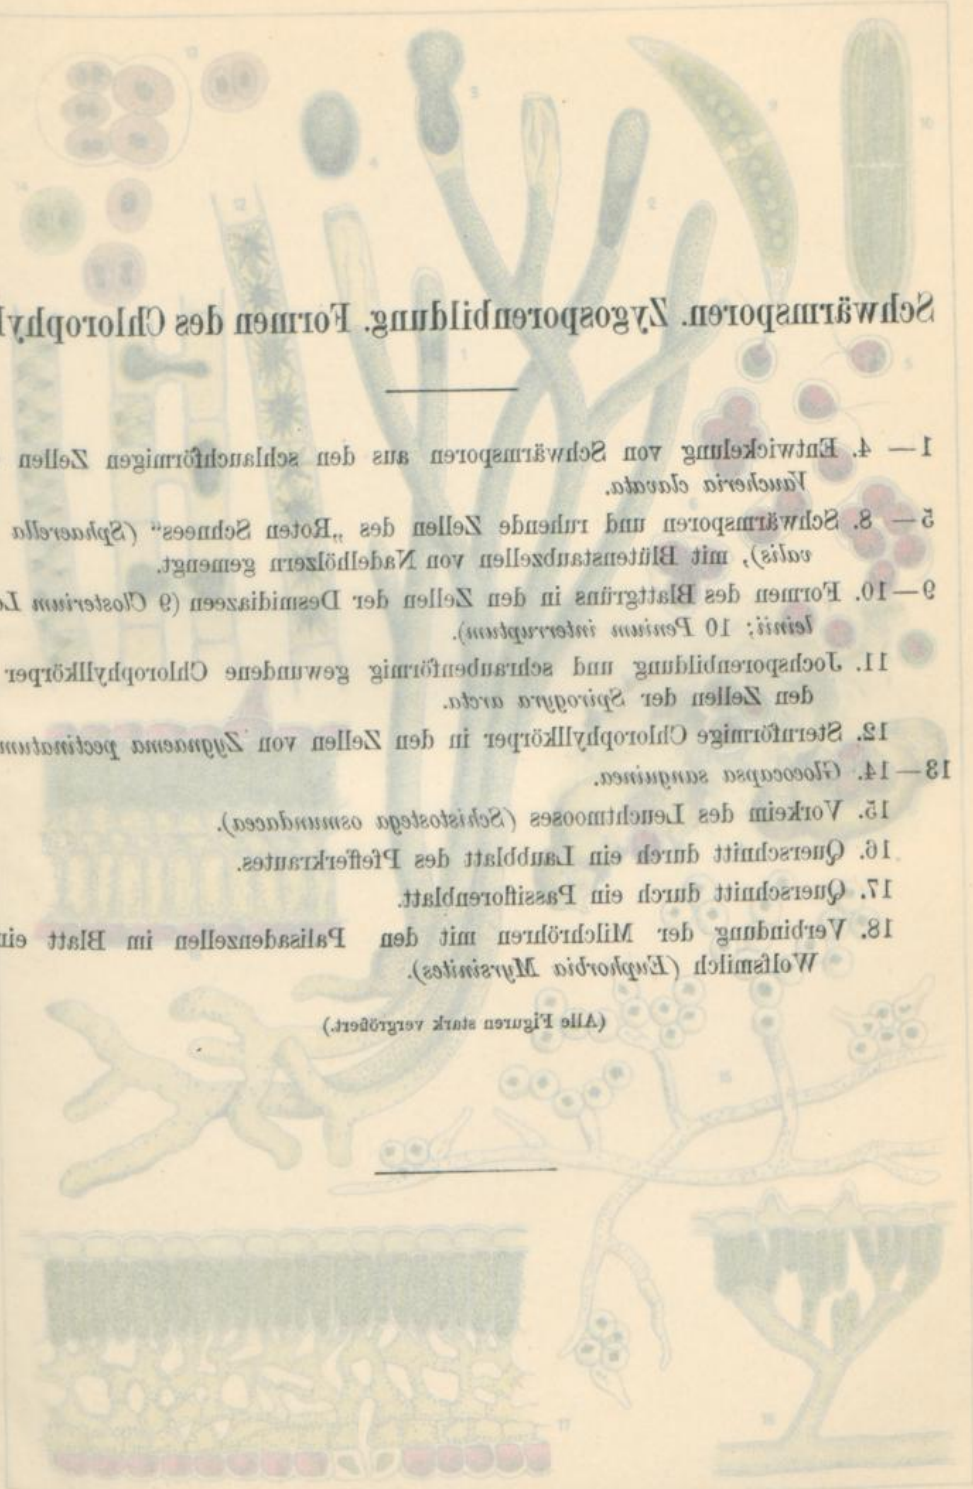 Schwärmsporen. Zygosporenbildung. Formen des Chlorophyl
1— 4. Entwickelung von Schwärmsporen aus den schlauchförmigen Zellen
Vaucheria clavata.
5— 8. Schwärmsporen und ruhende Zellen des „Roten Schnees“ (Sphaerella
valis), mit Blütenstaubzellen von Nadelhölzern gemengt.
9—10. Formen des Blattgrüns in den Zellen der Desmidiazeen (9 Closterium Le
leinii; 10 Penium interruptum).
11. Jochsporenbildung und schraubenförmig gewundene Chlorophyllkörper
den Zellen der Spirogyra arcta.
12. Sternförmige Chlorophyllkörper in den Zellen von Zygnaema pectinatum
13—14. Gloeocapsa sanguinea.
15. Vorkeim des Leuchtmooses (Schistostega osmundacea).
16. Querschnitt durch ein Laubblatt des Pfefferkrautes.
17. Querschnitt durch ein Passiflorenblatt.
18. Verbindung der Milchröhren mit den Palisadenzellen im Blatt ein
Wolfsmilch (Euphorbia Myrsinites).
(Alle Figuren stark vergrößert.)